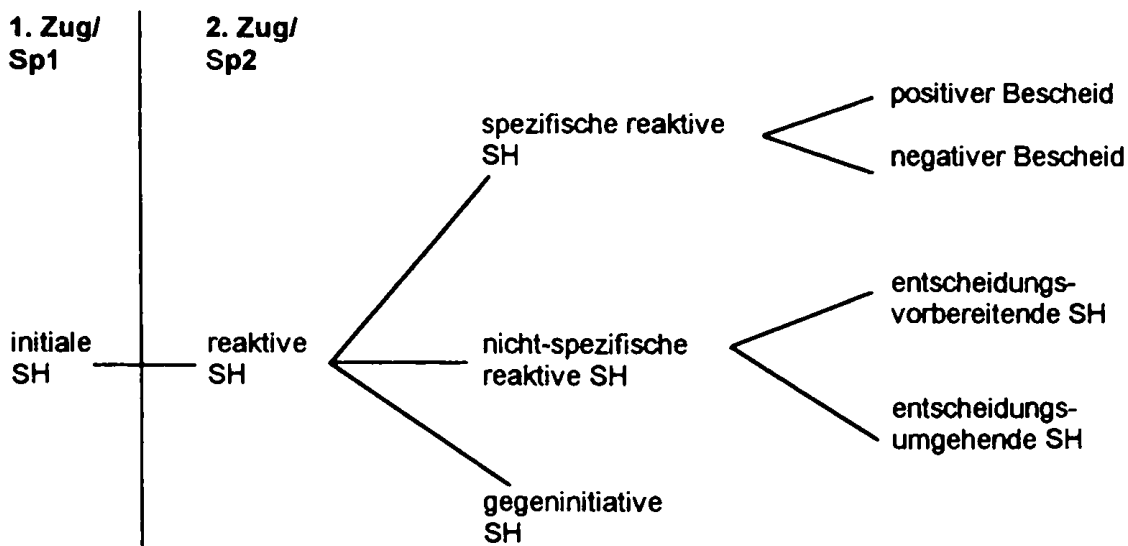 1. Zug/
Sp1
2. Zug/
Sp2
initiale
SH
reaktive
SH
spezifische reaktive
SH
positiver Bescheid
negativer Bescheid
nicht-spezifische
reaktive SH
entscheidungs-
vorbereitende SH
entscheidungs-
umgehende SH
gegeninitiative
SH